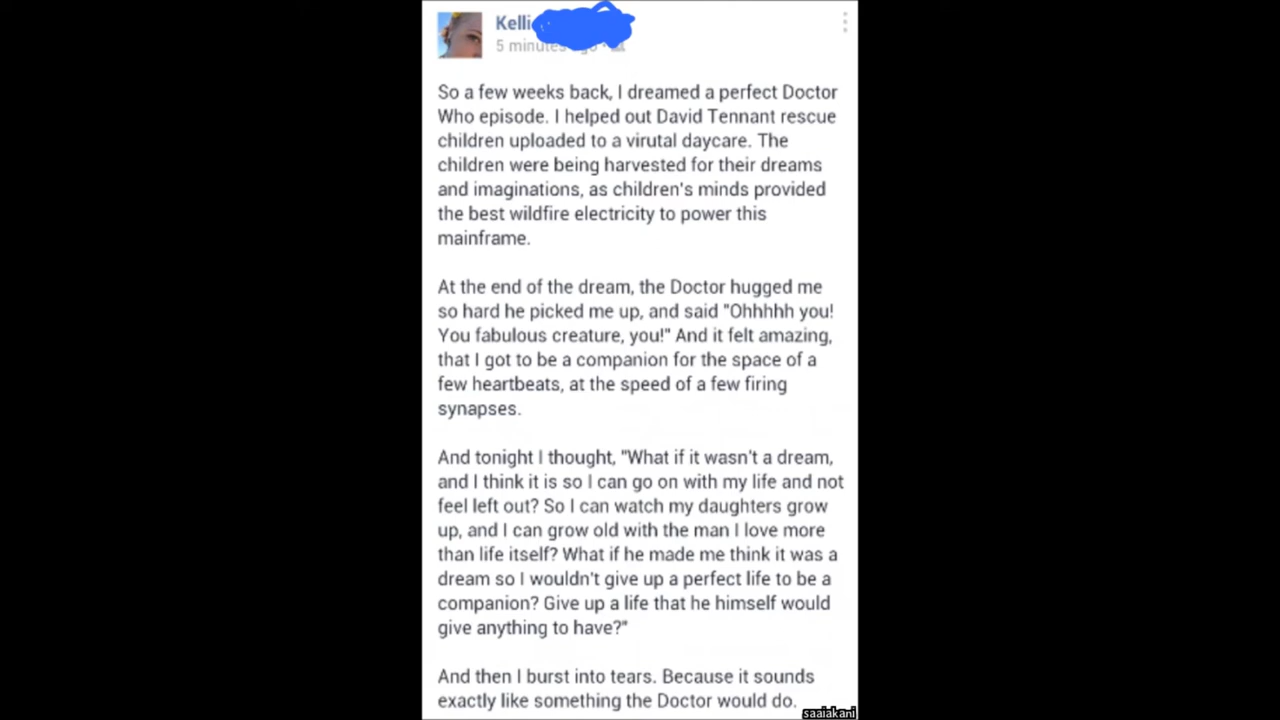 Kelli
5 minutes ago
So a few weeks back, I dreamed a perfect Doctor
Who episode. I helped out David Tennant rescue
children uploaded to a virutal daycare. The
children were being harvested for their dreams
and imaginations, as children's minds provided
the best wildfire electricity to power this
mainframe.
At the end of the dream, the Doctor hugged me
so hard he picked me up, and said "Ohhhhh you!
You fabulous creature, you!" And it felt amazing,
that I got to be a companion for the space of a
few heartbeats, at the speed of a few firing
synapses.
And tonight I thought, "What if it wasn't a dream,
and I think it is so I can go on with my life and not
feel left out? So I can watch my daughters grow
up, and I can grow old with the man I love more
than life itself? What if he made me think it was a
dream so I wouldn't give up a perfect life to be a
companion? Give up a life that he himself would
give anything to have?"
And then I burst into tears. Because it sounds
exactly like something the Doctor would do.
saaiakani